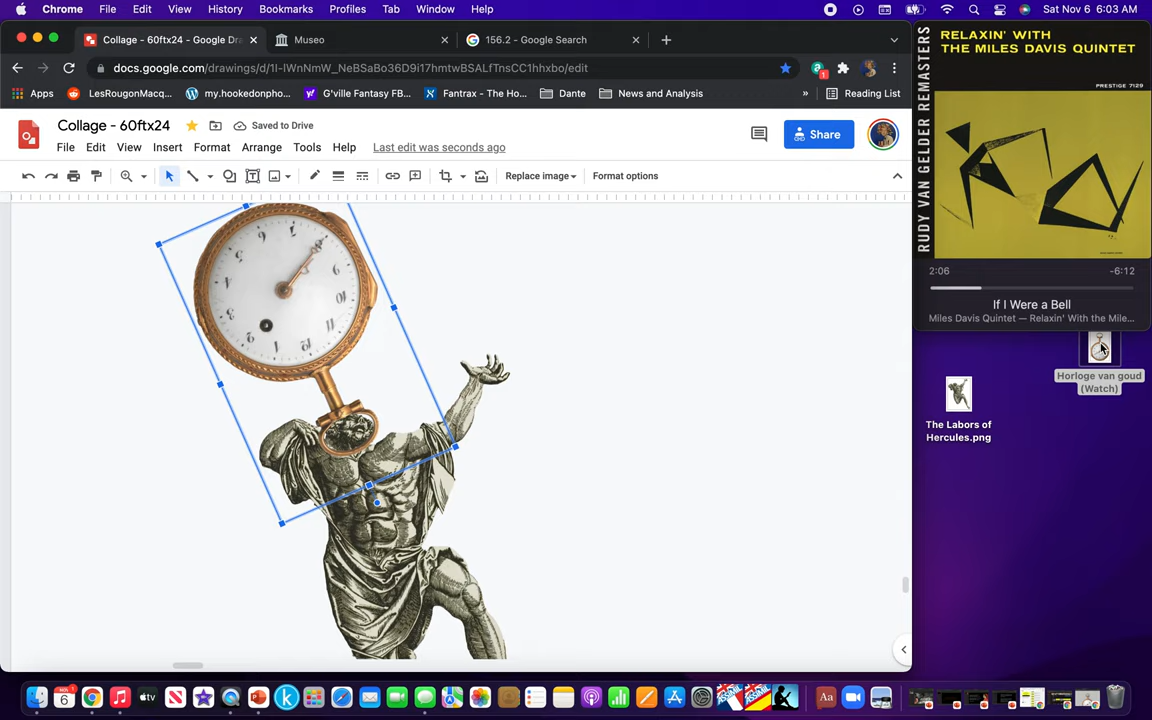 Chrome File Edit View History Bookmarks Profiles Tab Window Help Sat Nov 6 6:03 AM
Collage - 60ftx24 - Google Dra Museo 156.2 - Google Search
docs.google.com/drawings/d/1I-IWnNmW_NeBSaBo36D9i17hmtwBSALfTnsCC1hhxbo/edit
Apps LesRougonMacq... my.hookedonpho... G'ville Fantasy FB... Fantrax - The Ho... Dante News and Analysis » Reading List
Collage - 60ftx24 Saved to Drive
Share
File Edit View Insert Format Arrange Tools Help Last edit was seconds ago
Replace image Format options
RUDY VAN GELDER REMASTERS
RELAXIN' WITH
THE MILES DAVIS QUINTET
PRESTIGE 7129
2:06 -6:12
If I Were a Bell
Miles Davis Quintet — Relaxin' With the Mile...
Horloge van goud
(Watch)
The Labors of
Hercules.png